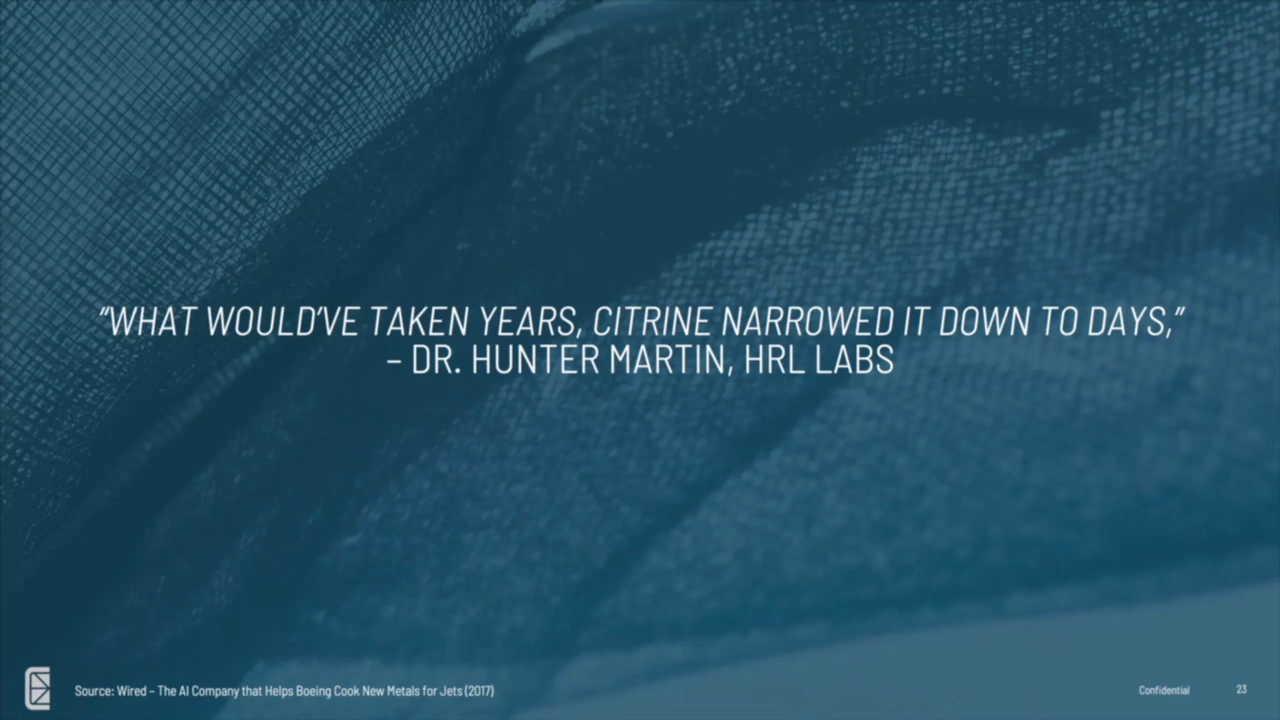 “WHAT WOULD’VE TAKEN YEARS, CITRINE NARROWED IT DOWN TO DAYS,”
– DR. HUNTER MARTIN, HRL LABS
Source: Wired – The AI Company that Helps Boeing Cook New Metals for Jets (2017)
Confidential
23